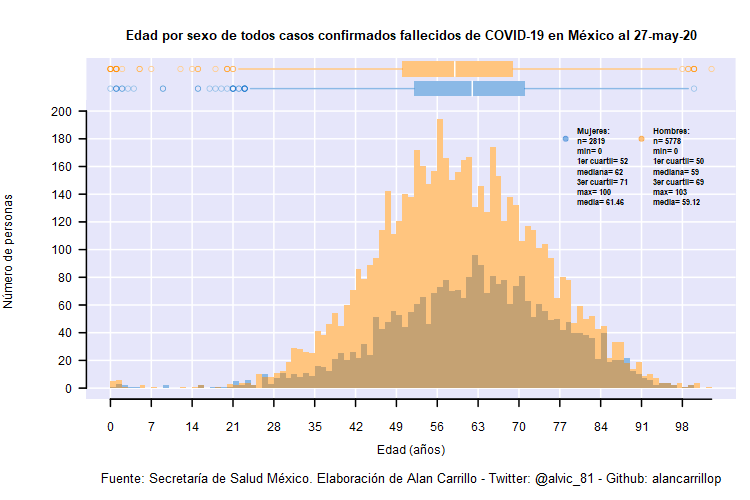 Edad por sexo de todos casos confirmados fallecidos de COVID-19 en México al 27-may-20
Mujeres:
n= 2819
min= 0
1er cuartil= 52
mediana= 62
3er cuartil= 71
max= 100
media= 61.46
Hombres:
n= 5778
min= 0
1er cuartil= 50
mediana= 59
3er cuartil= 69
max= 103
media= 59.12
Número de personas
200
180
160
140
120
100
80
60
40
20
0
0 7 14 21 28 35 42 49 56 63 70 77 84 91 98
Edad (años)
Fuente: Secretaría de Salud México. Elaboración de Alan Carrillo - Twitter: @alvic_81 - Github: alancarrillop